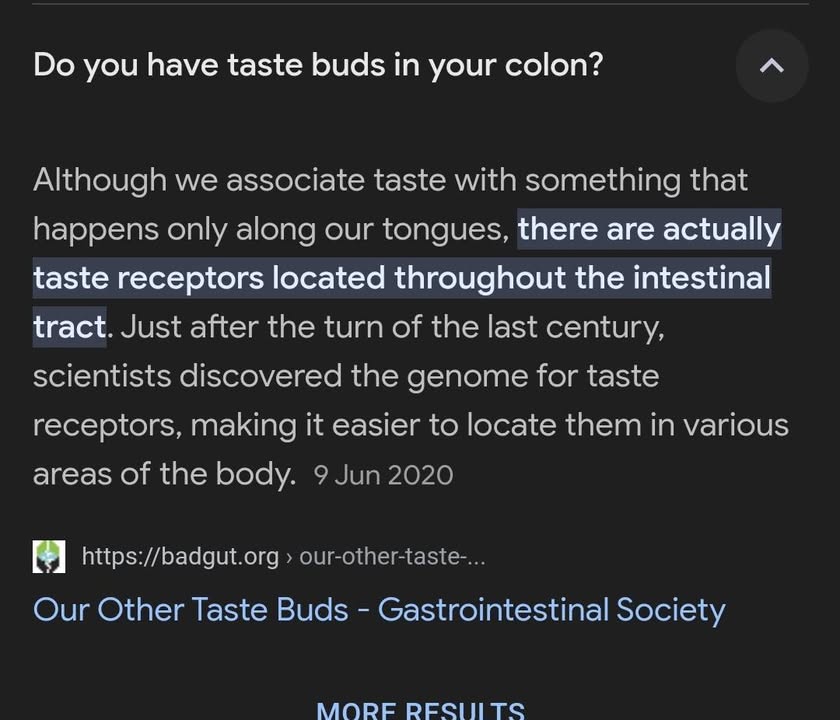 Do you have taste buds in your colon?
Although we associate taste with something that
happens only along our tongues, there are actually
taste receptors located throughout the intestinal
tract. Just after the turn of the last century,
scientists discovered the genome for taste
receptors, making it easier to locate them in various
areas of the body. 9 Jun 2020
https://badgut.org › our-other-taste-...
Our Other Taste Buds - Gastrointestinal Society
MORE RESULTS